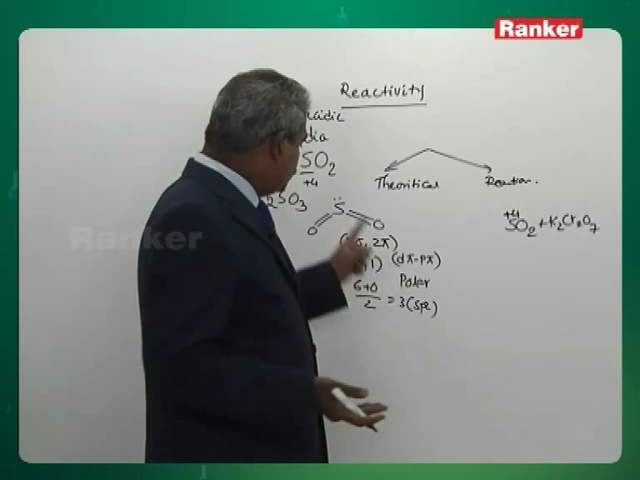 Ranker
Reactivity
Theoritical
Reaction.
SO2
+4
SO3
S
O
O
+4
SO2 + K2Cr2O7
2π)
(dπ-pπ)
Polar
6+0
2
= 3 (sp2)
Ranker